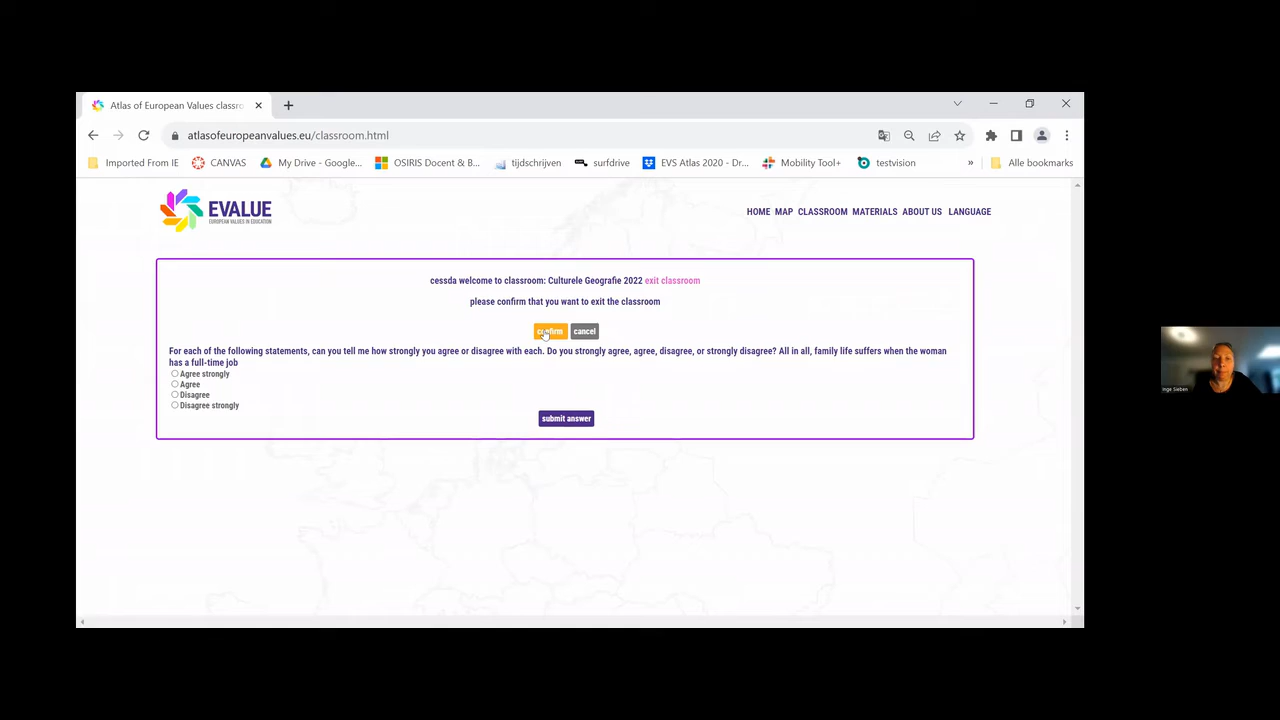 Atlas of European Values classro
atlasofeuropeanvalues.eu/classroom.html
Imported From IE
CANVAS
My Drive - Google...
OSIRIS Docent & B...
tijdschrijven
surfdrive
EVS Atlas 2020 - Dr...
Mobility Tool+
testvision
»
Alle bookmarks
EVALUE
EUROPEAN VALUES IN EDUCATION
HOME MAP CLASSROOM MATERIALS ABOUT US LANGUAGE
cessda welcome to classroom: Culturele Geografie 2022 exit classroom
please confirm that you want to exit the classroom
confirm cancel
For each of the following statements, can you tell me how strongly you agree or disagree with each. Do you strongly agree, agree, disagree, or strongly disagree? All in all, family life suffers when the woman
has a full-time job
Agree strongly
Agree
Disagree
Disagree strongly
submit answer
Inge Sieben